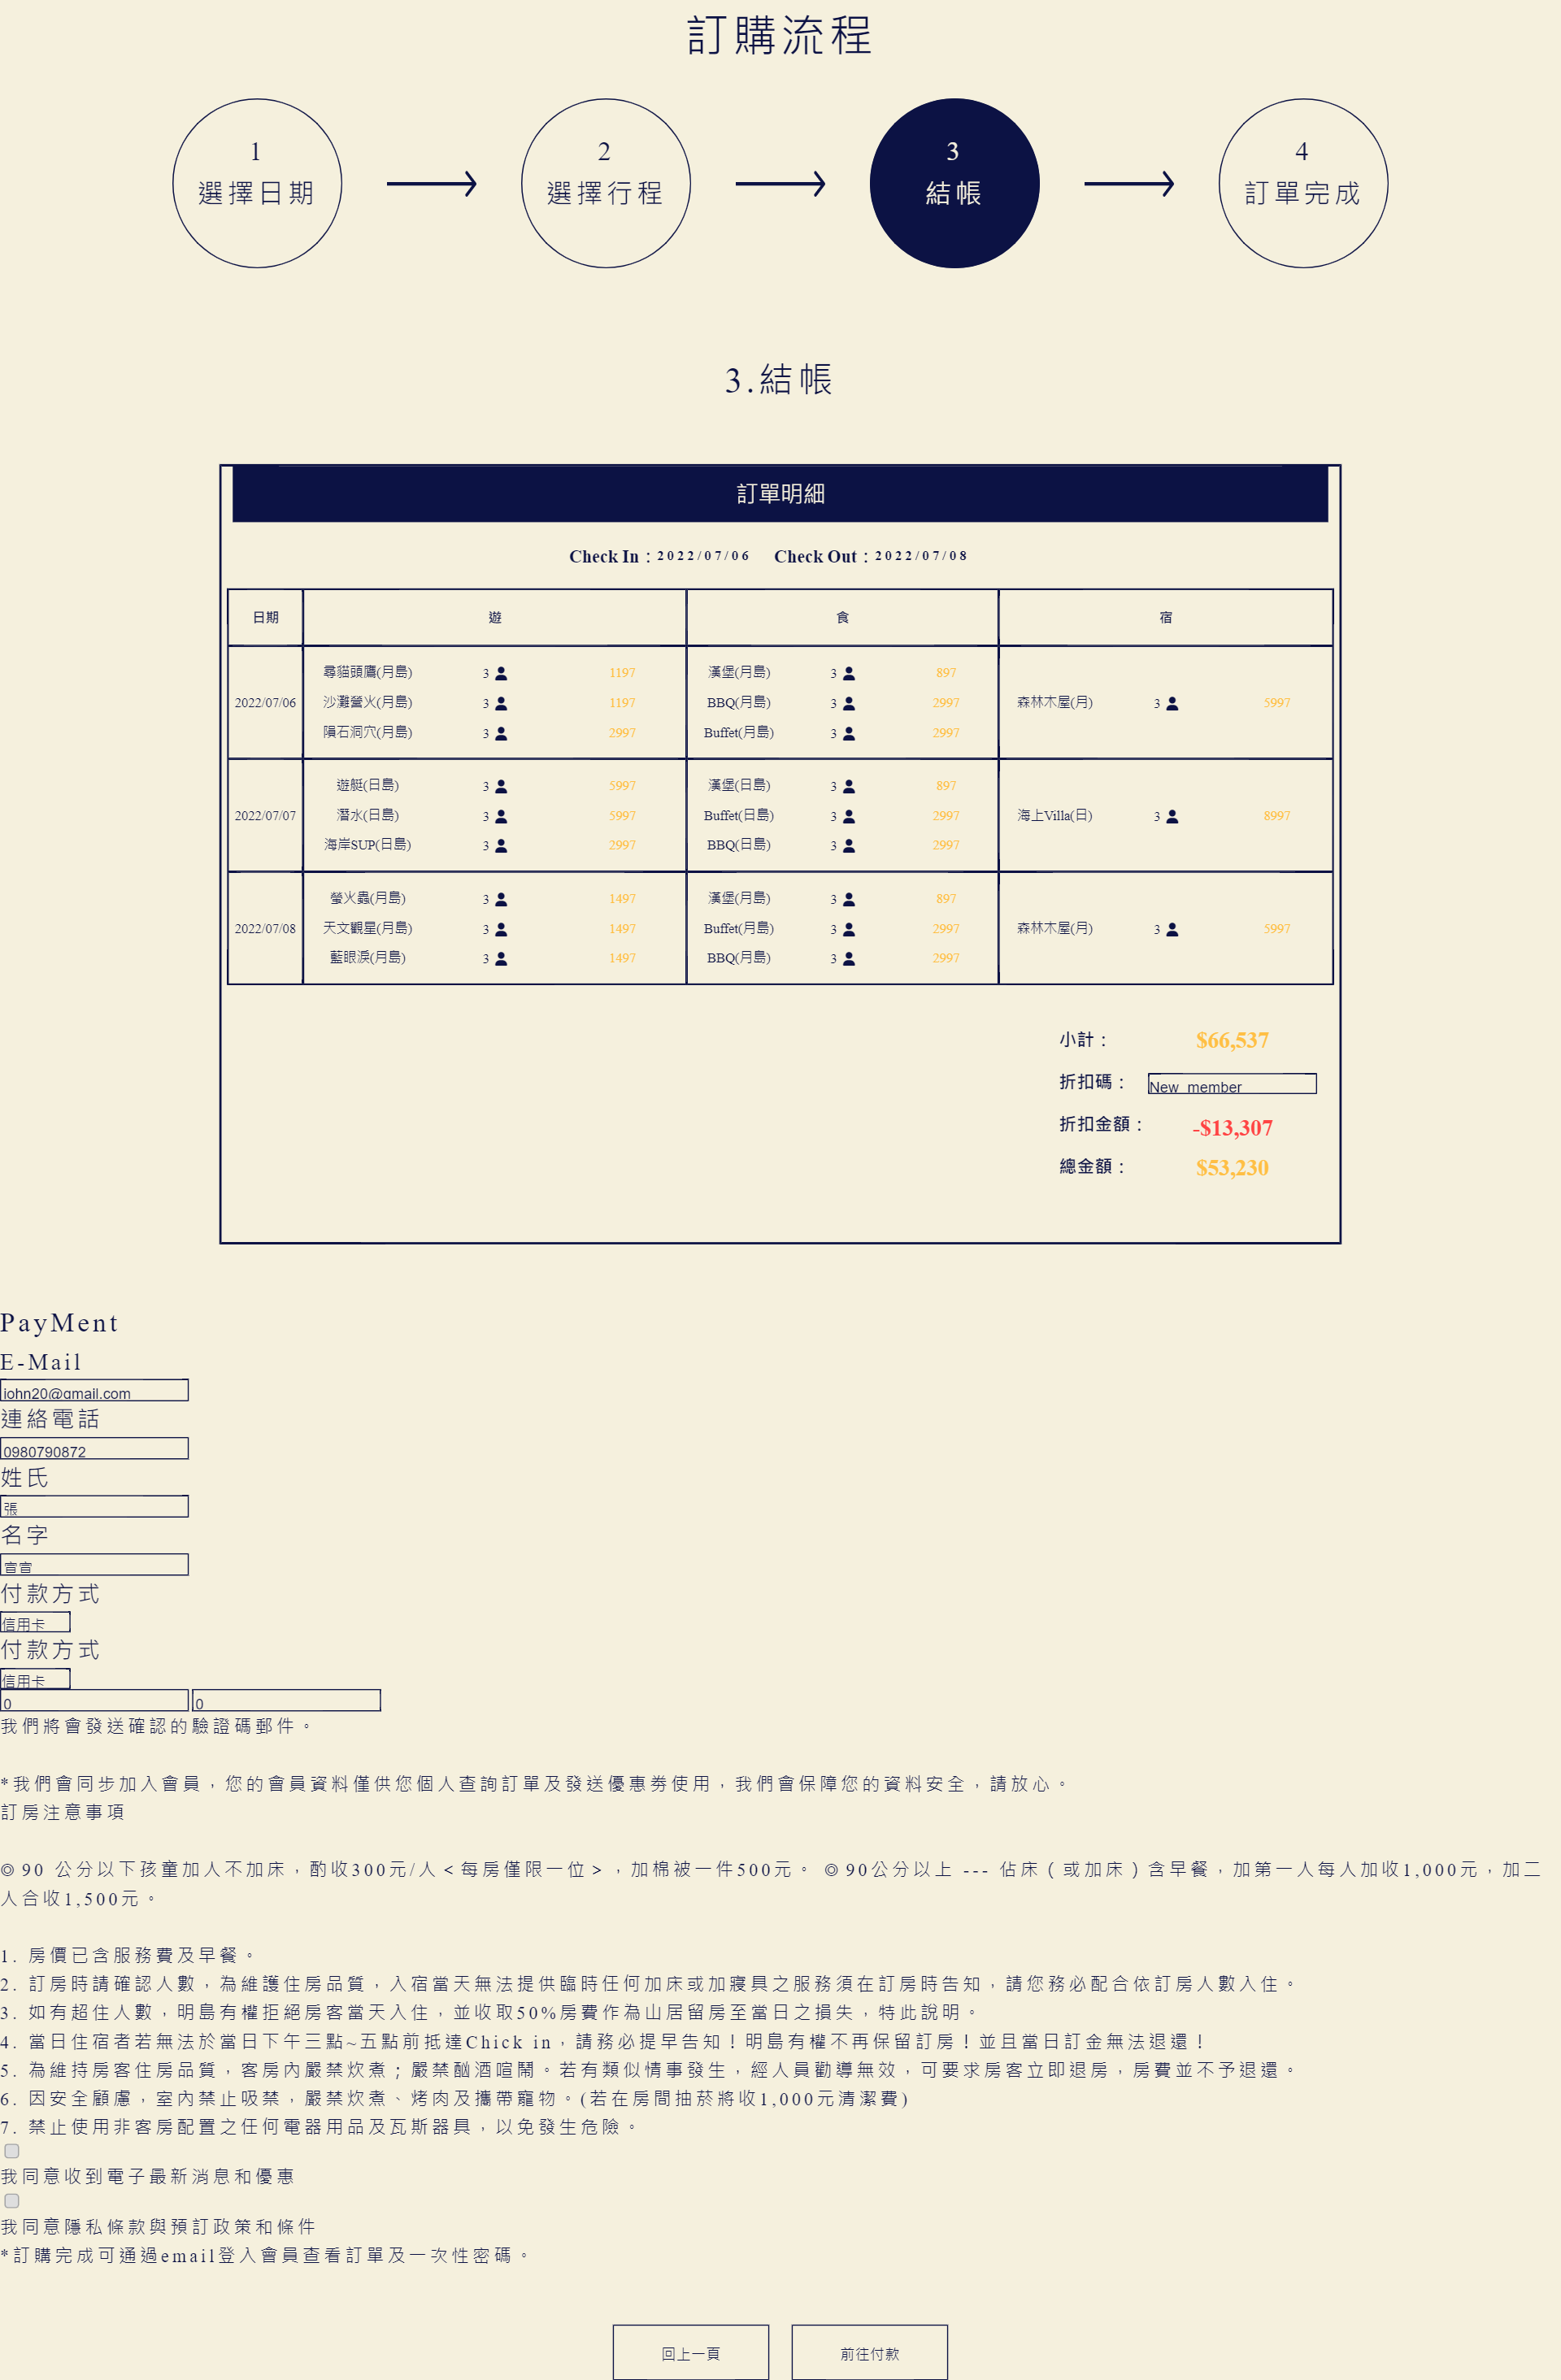 訂購流程
1
選擇日期
2
選擇行程
3
結帳
4
訂單完成
3.結帳
訂單明細
Check In：2022/07/06 Check Out：2022/07/08
日期 遊 食 宿
2022/07/06
尋貓頭鷹(月島) 3 1197
沙灘營火(月島) 3 1197
隕石洞穴(月島) 3 2997
漢堡(月島) 3 897
BBQ(月島) 3 2997
Buffet(月島) 3 2997
森林木屋(月) 3 5997
2022/07/07
遊艇(日島) 3 5997
潛水(日島) 3 5997
海岸SUP(日島) 3 2997
漢堡(日島) 3 897
Buffet(日島) 3 2997
BBQ(日島) 3 2997
海上Villa(日) 3 8997
2022/07/08
螢火蟲(月島) 3 1497
天文觀星(月島) 3 1497
藍眼淚(月島) 3 1497
漢堡(月島) 3 897
Buffet(月島) 3 2997
BBQ(月島) 3 2997
森林木屋(月) 3 5997
小計： $66,537
折扣碼： New_member
折扣金額： -$13,307
總金額： $53,230
PayMent
E-Mail
john20@gmail.com
連絡電話
0980790872
姓氏
張
名字
付款方式
信用卡
付款方式
信用卡
0 0
我們將會發送確認的驗證碼郵件。
*我們會同步加入會員，您的會員資料僅供您個人查詢訂單及發送優惠劵使用，我們會保障您的資料安全，請放心。
訂房注意事項
◎90 公分以下孩童加人不加床，酌收300元/人＜每房僅限一位＞，加棉被一件500元。 ◎90公分以上 --- 佔床（或加床）含早餐，加第一人每人加收1,000元，加二
人合收1,500元。
1. 房價已含服務費及早餐。
2. 訂房時請確認人數，為維護住房品質，入宿當天無法提供臨時任何加床或加寢具之服務須在訂房時告知，請您務必配合依訂房人數入住。
3. 如有超住人數，明島有權拒絕房客當天入住，並收取50%房費作為山居留房至當日之損失，特此說明。
4. 當日住宿者若無法於當日下午三點~五點前抵達Chick in，請務必提早告知！明島有權不再保留訂房！並且當日訂金無法退還！
5. 為維持房客住房品質，客房內嚴禁炊煮；嚴禁酗酒喧鬧。若有類似情事發生，經人員勸導無效，可要求房客立即退房，房費並不予退還。
6. 因安全顧慮，室內禁止吸禁，嚴禁炊煮、烤肉及攜帶寵物。(若在房間抽菸將收1,000元清潔費)
7. 禁止使用非客房配置之任何電器用品及瓦斯器具，以免發生危險。
我同意收到電子最新消息和優惠
我同意隱私條款與預訂政策和條件
*訂購完成可通過email登入會員查看訂單及一次性密碼。
回上一頁 前往付款